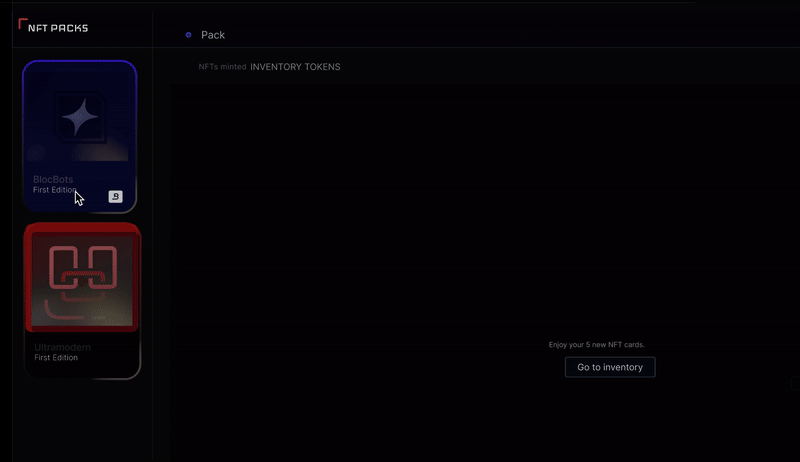 NFT PACKS
Pack
NFTs minted INVENTORY TOKENS
BlocBots
First Edition
B
Ultramodern
First Edition
Enjoy your 5 new NFT cards.
Go to inventory